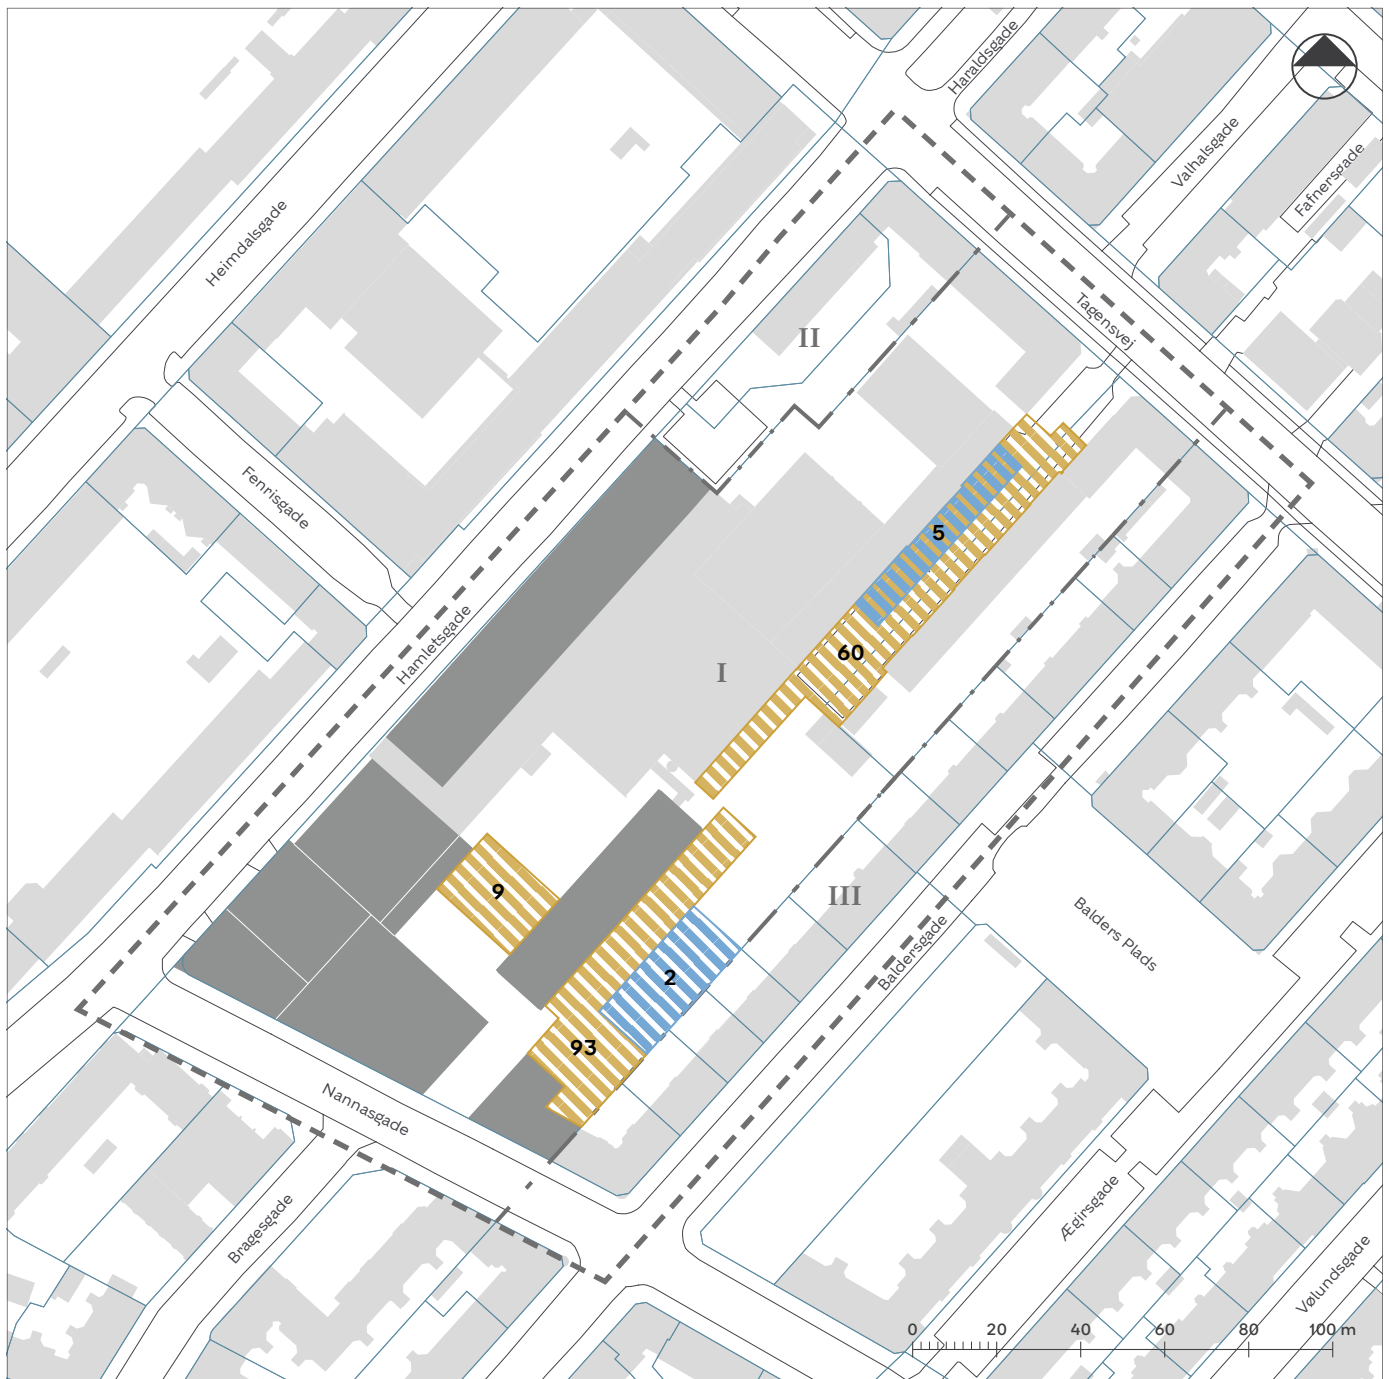 Haraldsgade
Valhalsgade
Fafnersgade
Heimdalsgade
Tagensvej
II
Fenrisgade
5
Hamletsgade
60
I
9
III
Balders Plads
Baldersgade
2
93
Nannasgade
Bragesgade
Ægirsgade
Vølundsgade
0 20 40 60 80 100 m